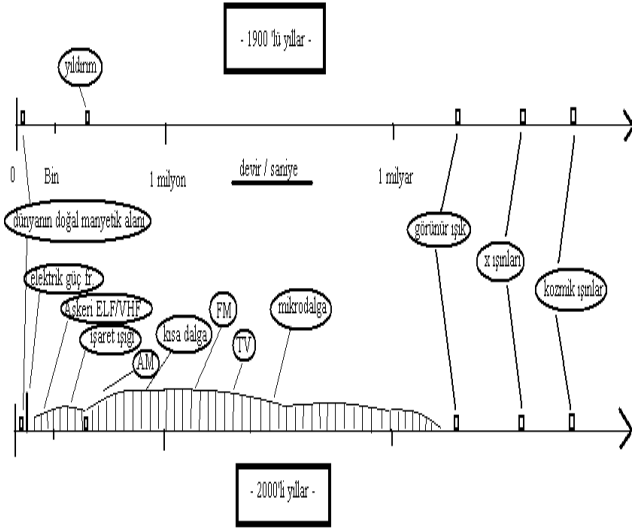 - 1900 'lü yıllar -
yıldırım
0 Bin 1 milyon devir / saniye 1 milyar
dünyanın doğal manyetik alanı
görünür ışık
x ışınları
kozmik ışınlar
elektrik güç fr.
Askeri ELF/VHF
işaret ışığı
AM
kısa dalga
FM
TV
mikrodalga
- 2000'li yıllar -